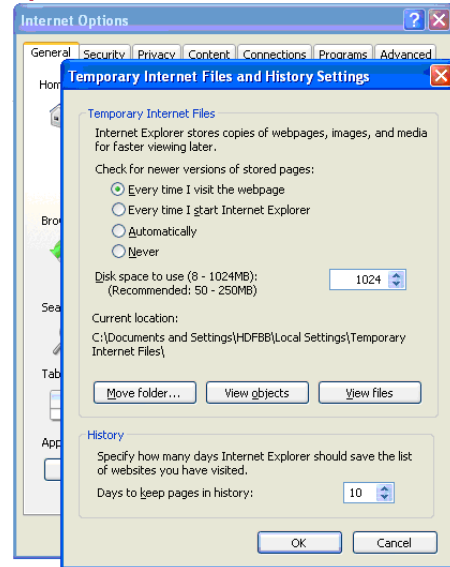 Internet Options
General Security Privacy Content Connections Programs Advanced
Temporary Internet Files and History Settings
Temporary Internet Files
Internet Explorer stores copies of webpages, images, and media
for faster viewing later.
Check for newer versions of stored pages:
Every time I visit the webpage
Every time I start Internet Explorer
Automatically
Never
Disk space to use (8 - 1024MB): 1024
(Recommended: 50 - 250MB)
Current location:
C:\Documents and Settings\HDFBB\Local Settings\Temporary
Internet Files\
Move folder... View objects View files
History
Specify how many days Internet Explorer should save the list
of websites you have visited.
Days to keep pages in history: 10
OK Cancel